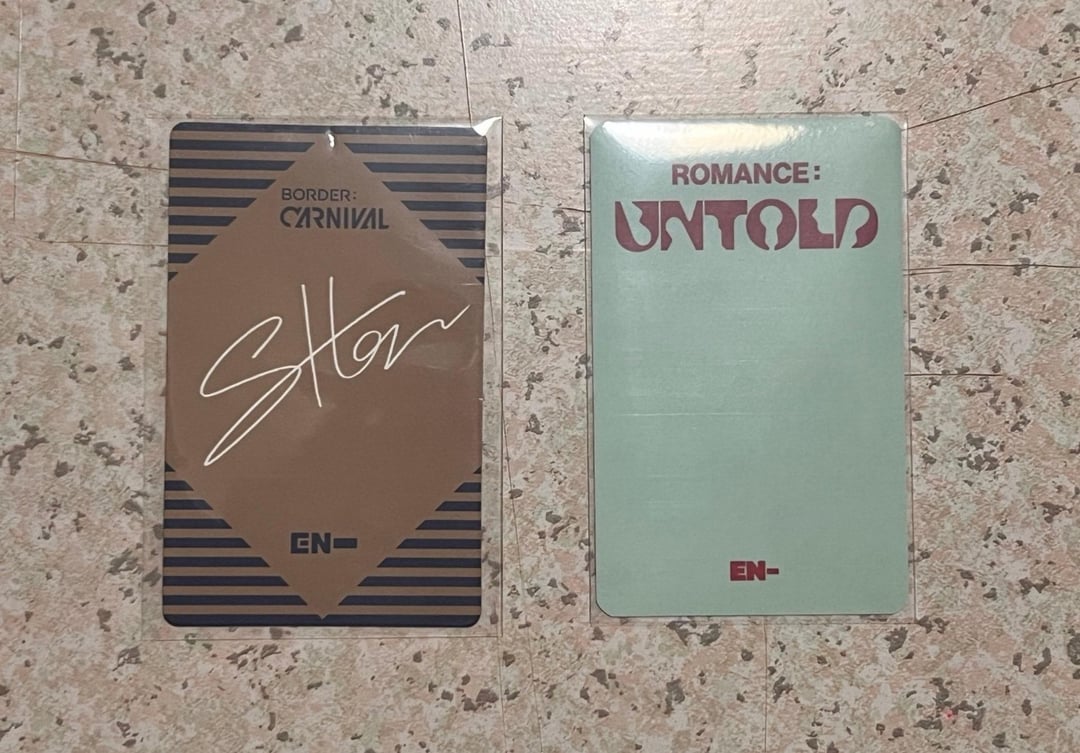 BORDER:
CARNIVAL
EN-
ROMANCE:
UNTOLD
EN-